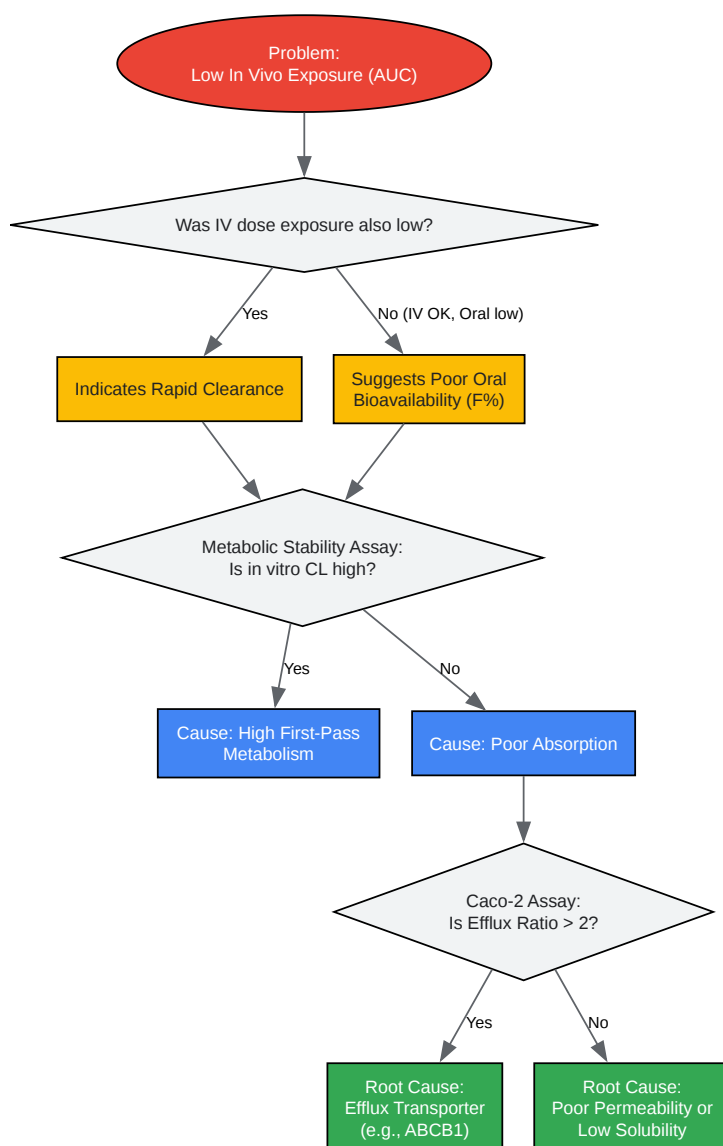 Problem:
Low In Vivo Exposure (AUC)
Was IV dose exposure also low?
Yes
No (IV OK, Oral low)
Indicates Rapid Clearance
Suggests Poor Oral
Bioavailability (F%)
Metabolic Stability Assay:
Is in vitro CL high?
Yes
No
Cause: High First-Pass
Metabolism
Cause: Poor Absorption
Caco-2 Assay:
Is Efflux Ratio > 2?
Yes
No
Root Cause:
Efflux Transporter
(e.g., ABCB1)
Root Cause:
Poor Permeability or
Low Solubility